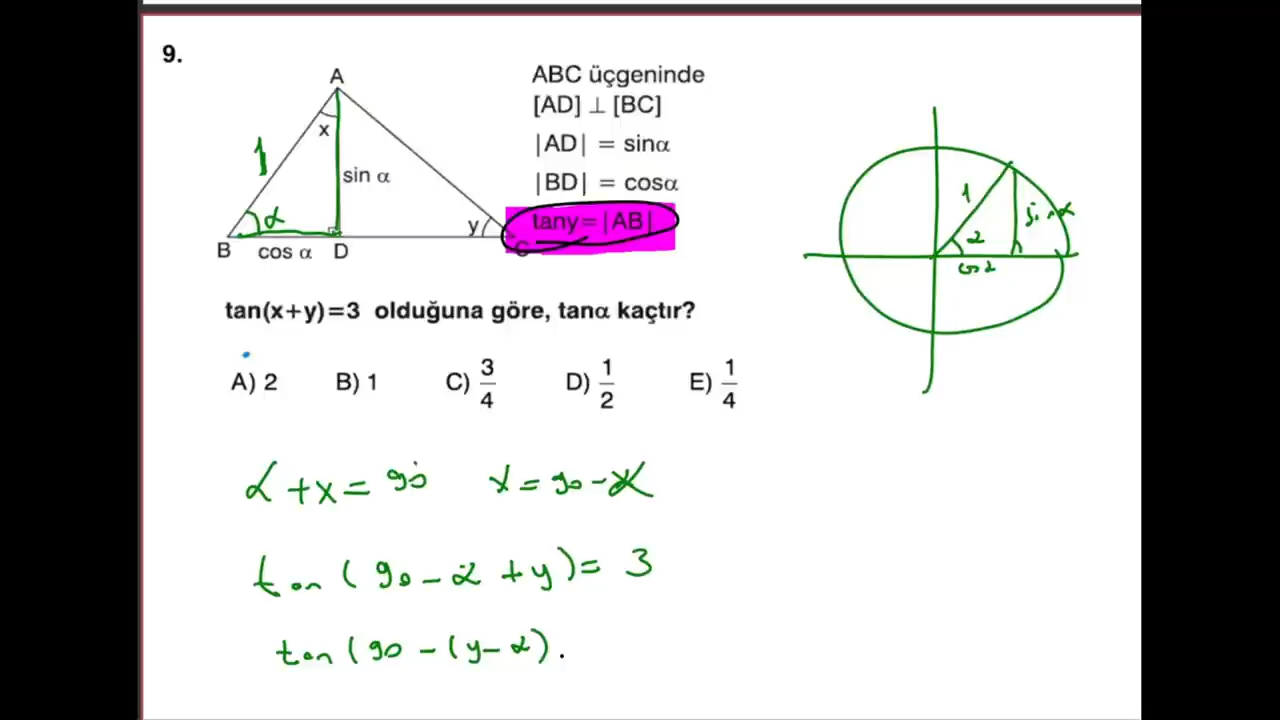 9.
A
x
1
sin α
α
y
B
cos α
D
C
ABC üçgeninde
[AD] ⊥ [BC]
|AD| = sinα
|BD| = cosα
tany = |AB|
1
sin α
α
cos α
tan(x+y)=3 olduğuna göre, tanα kaçtır?
A) 2 B) 1 C) 3/4 D) 1/2 E) 1/4
α + x = 90 x = 90 - α
tan ( 90 - α + y ) = 3
tan ( 90 - ( y - α ) .